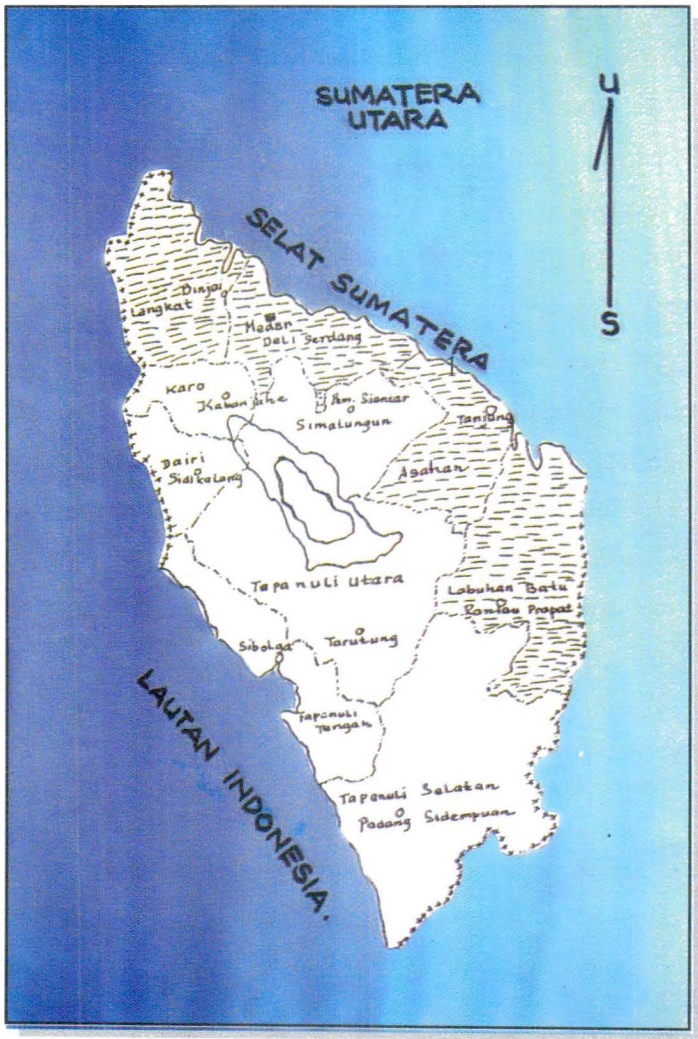 SUMATERA
UTARA
U
S
SELAT SUMATERA
Binjai
Langkat
Medan
Deli Serdang
Karo
Kabanjahe
Pm. Siantar
Simalungun
Tanjung
Dairi
Sidikalang
Asahan
Tapanuli Utara
Labuhan Batu
Rantau Prapat
Sibolga
Tarutung
LAUTAN INDONESIA.
Tapanuli
Tengah
Tapanuli Selatan
Padang Sidempuan